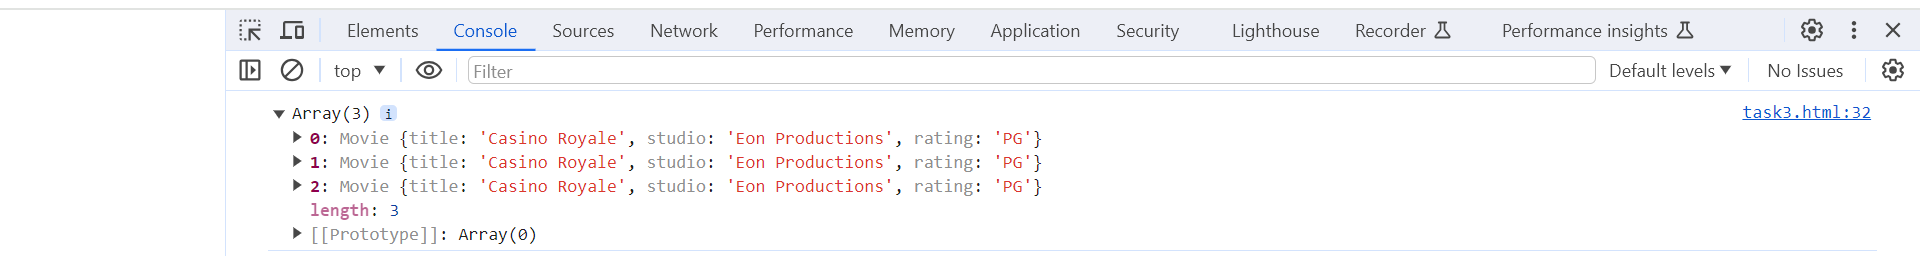 Elements Console Sources Network Performance Memory Application Security Lighthouse Recorder Performance insights
top Filter Default levels No Issues
Array(3) i task3.html:32
0: Movie {title: 'Casino Royale', studio: 'Eon Productions', rating: 'PG'}
1: Movie {title: 'Casino Royale', studio: 'Eon Productions', rating: 'PG'}
2: Movie {title: 'Casino Royale', studio: 'Eon Productions', rating: 'PG'}
length: 3
[[Prototype]]: Array(0)